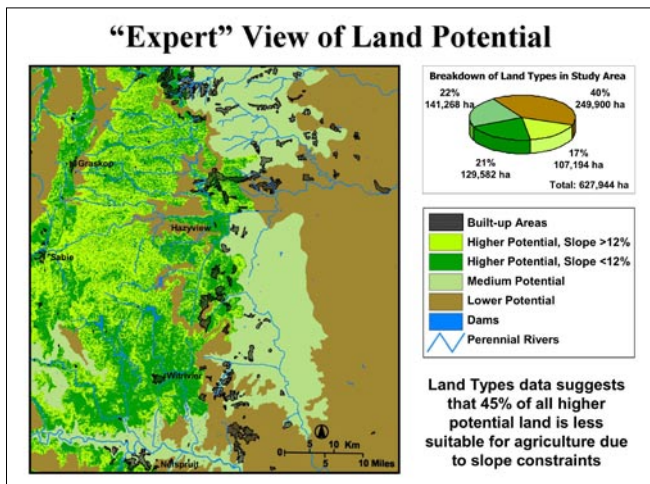 “Expert” View of Land Potential
Breakdown of Land Types in Study Area
22%
141,268 ha
40%
249,900 ha
21%
129,582 ha
17%
107,194 ha
Total: 627,944 ha
Graskop
Hazyview
Sabie
Witrivier
Nelspruit
5 10 Km
5 10 Miles
Built-up Areas
Higher Potential, Slope >12%
Higher Potential, Slope <12%
Medium Potential
Lower Potential
Dams
Perennial Rivers
Land Types data suggests
that 45% of all higher
potential land is less
suitable for agriculture due
to slope constraints